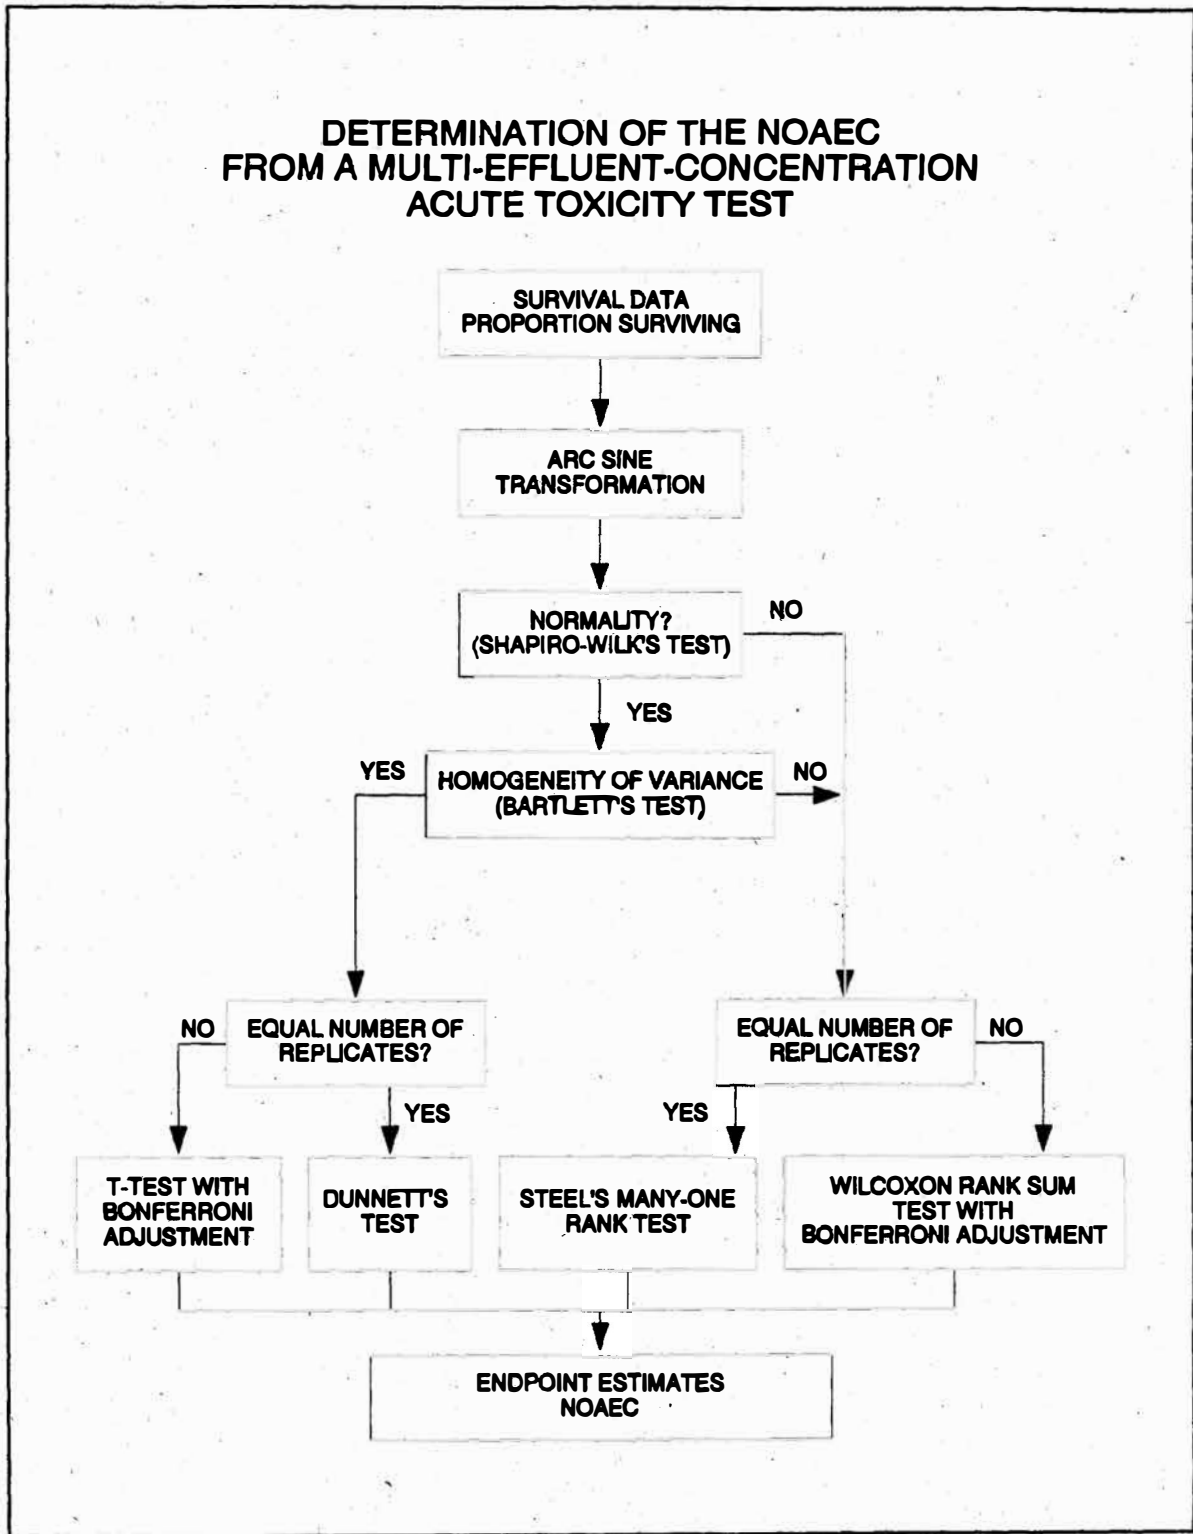 DETERMINATION OF THE NOAEC
FROM A MULTI-EFFLUENT-CONCENTRATION
ACUTE TOXICITY TEST
SURVIVAL DATA
PROPORTION SURVIVING
ARC SINE
TRANSFORMATION
NORMALITY?
(SHAPIRO-WILK'S TEST)
NO
YES
YES
HOMOGENEITY OF VARIANCE
(BARTLETT'S TEST)
NO
NO
EQUAL NUMBER OF
REPLICATES?
EQUAL NUMBER OF
REPLICATES?
NO
YES
YES
T-TEST WITH
BONFERRONI
ADJUSTMENT
DUNNETT'S
TEST
STEEL'S MANY-ONE
RANK TEST
WILCOXON RANK SUM
TEST WITH
BONFERRONI ADJUSTMENT
ENDPOINT ESTIMATES
NOAEC